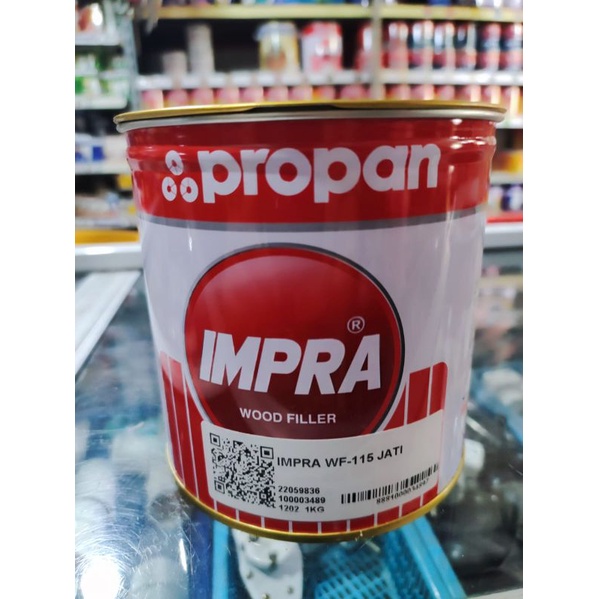 propan
®
IMPRA
WOOD FILLER
IMPRA WF-115 JATI
22059836
100003489
1202 1KG